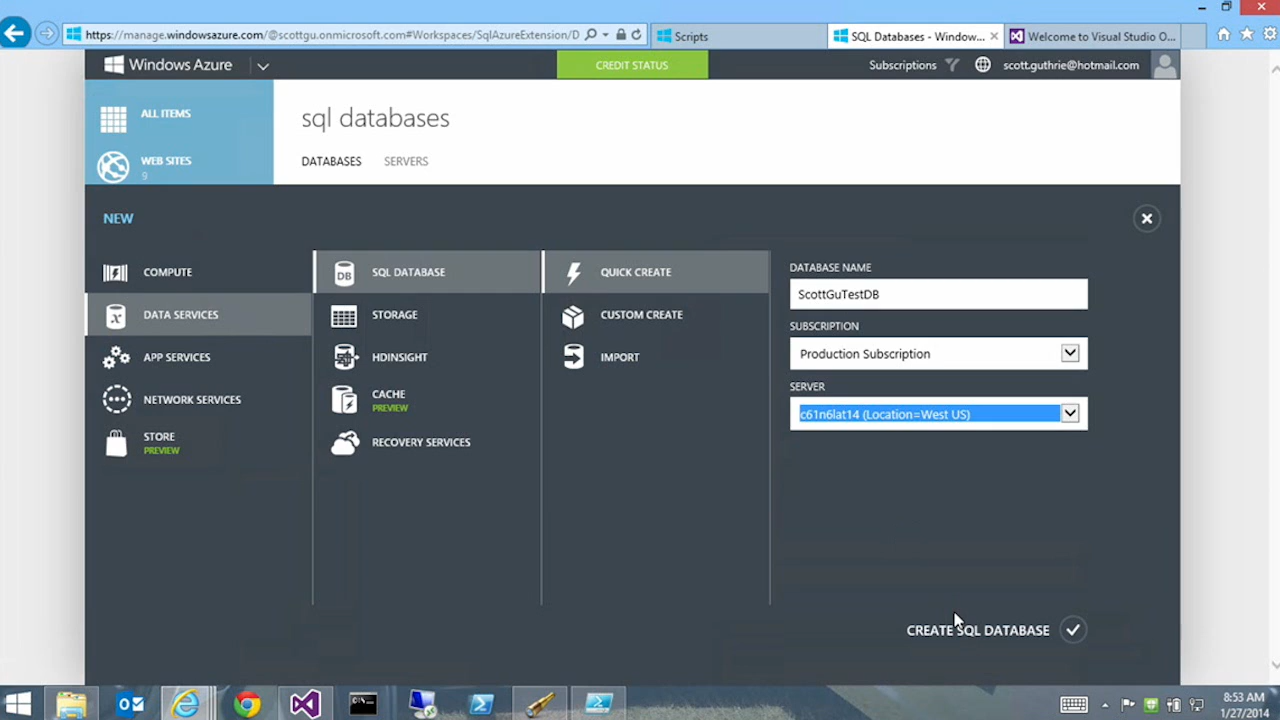 https://manage.windowsazure.com/@scottgu.onmicrosoft.com#Workspaces/SqlAzureExtension/D
Scripts
SQL Databases - Window...
Welcome to Visual Studio O...
Windows Azure
CREDIT STATUS
Subscriptions
scott.guthrie@hotmail.com
ALL ITEMS
WEB SITES
9
sql databases
DATABASES SERVERS
NEW
COMPUTE
DATA SERVICES
APP SERVICES
NETWORK SERVICES
STORE
PREVIEW
DB
SQL DATABASE
STORAGE
HDINSIGHT
CACHE
PREVIEW
RECOVERY SERVICES
QUICK CREATE
CUSTOM CREATE
IMPORT
DATABASE NAME
ScottGuTestDB
SUBSCRIPTION
Production Subscription
SERVER
c61n6lat14 (Location=West US)
CREATE SQL DATABASE
8:53 AM
1/27/2014